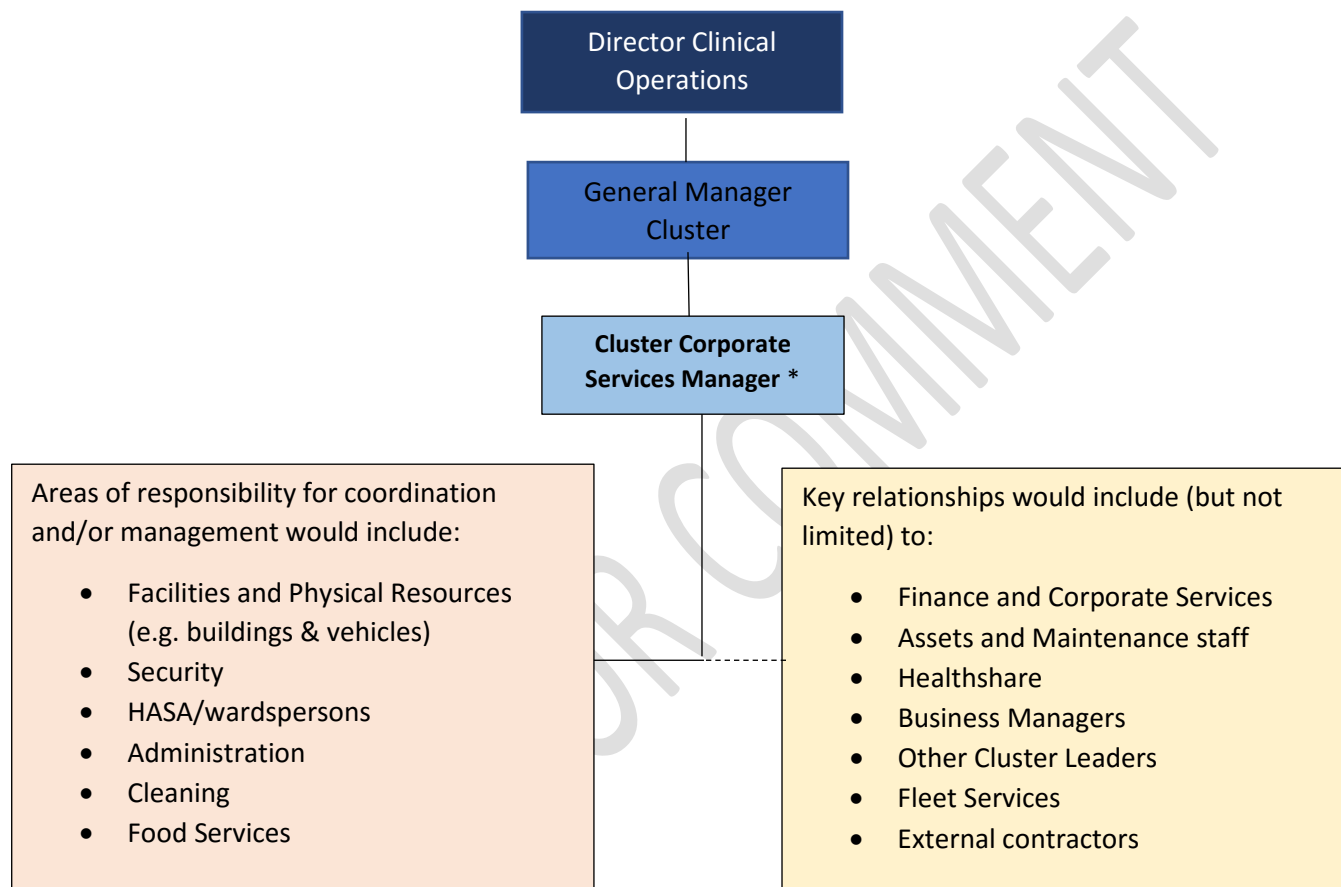 Director Clinical
Operations
General Manager
Cluster
Cluster Corporate
Services Manager *
Areas of responsibility for coordination
and/or management would include:
• Facilities and Physical Resources
(e.g. buildings & vehicles)
• Security
• HASA/wardspersons
• Administration
• Cleaning
• Food Services
Key relationships would include (but not
limited) to:
• Finance and Corporate Services
• Assets and Maintenance staff
• Healthshare
• Business Managers
• Other Cluster Leaders
• Fleet Services
• External contractors
OR COMMENT